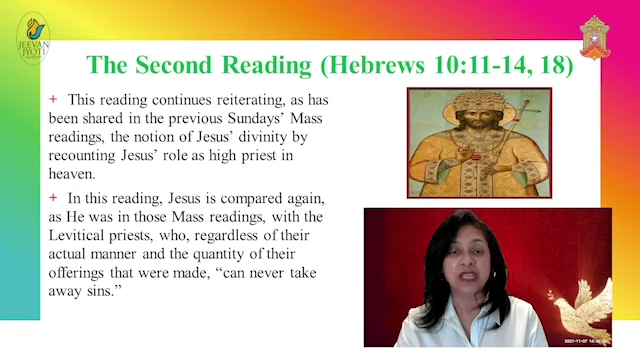 JEEVAN
JYOTI
The Second Reading (Hebrews 10:11-14, 18)
+ This reading continues reiterating, as has
been shared in the previous Sundays’ Mass
readings, the notion of Jesus’ divinity by
recounting Jesus’ role as high priest in
heaven.
+ In this reading, Jesus is compared again,
as He was in those Mass readings, with the
Levitical priests, who, regardless of their
actual manner and the quantity of their
offerings that were made, “can never take
away sins.”